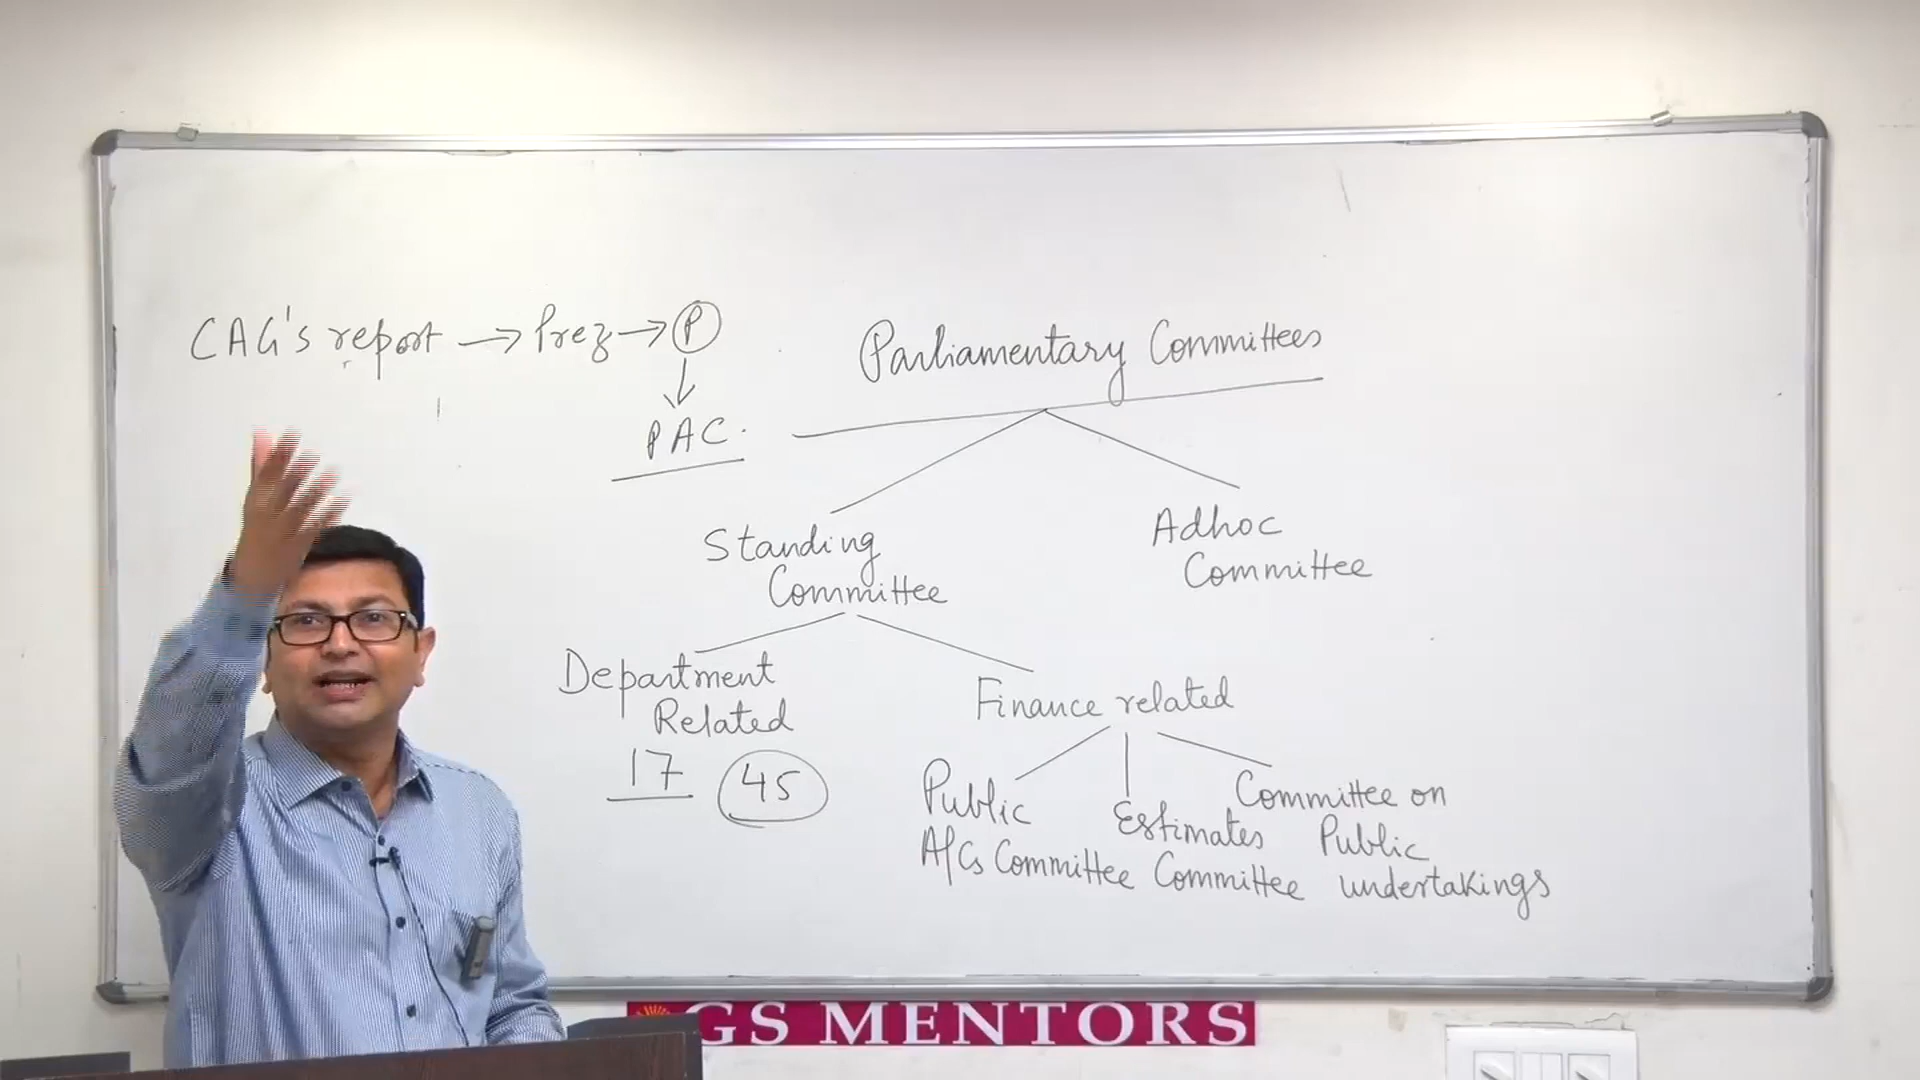 CAG's report → Prez → P
↓
PAC.
Parliamentary Committees
Standing
Committee
Adhoc
Committee
Department
Related
17 45
Finance related
Public
A/Cs Committee
Estimates
Committee
Committee on
Public
undertakings
GS MENTORS